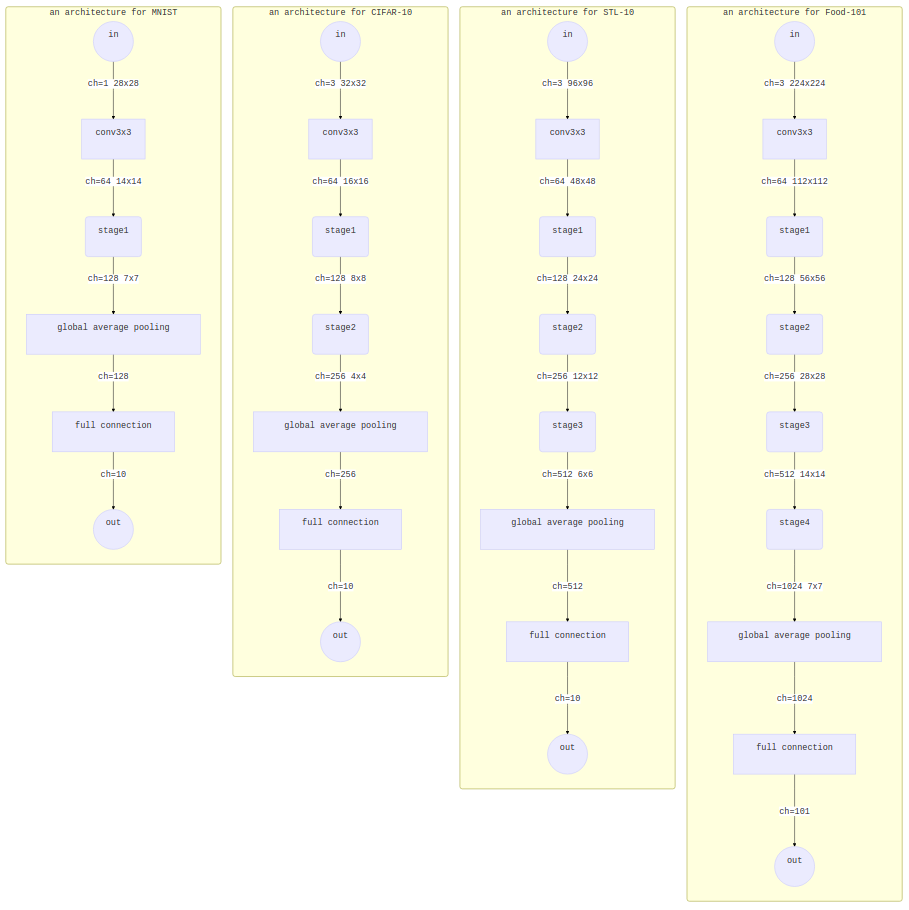 an architecture for MNIST
in
ch=1 28x28
conv3x3
ch=64 14x14
stage1
ch=128 7x7
global average pooling
ch=128
full connection
ch=10
out
an architecture for CIFAR-10
in
ch=3 32x32
conv3x3
ch=64 16x16
stage1
ch=128 8x8
stage2
ch=256 4x4
global average pooling
ch=256
full connection
ch=10
out
an architecture for STL-10
in
ch=3 96x96
conv3x3
ch=64 48x48
stage1
ch=128 24x24
stage2
ch=256 12x12
stage3
ch=512 6x6
global average pooling
ch=512
full connection
ch=10
out
an architecture for Food-101
in
ch=3 224x224
conv3x3
ch=64 112x112
stage1
ch=128 56x56
stage2
ch=256 28x28
stage3
ch=512 14x14
stage4
ch=1024 7x7
global average pooling
ch=1024
full connection
ch=101
out